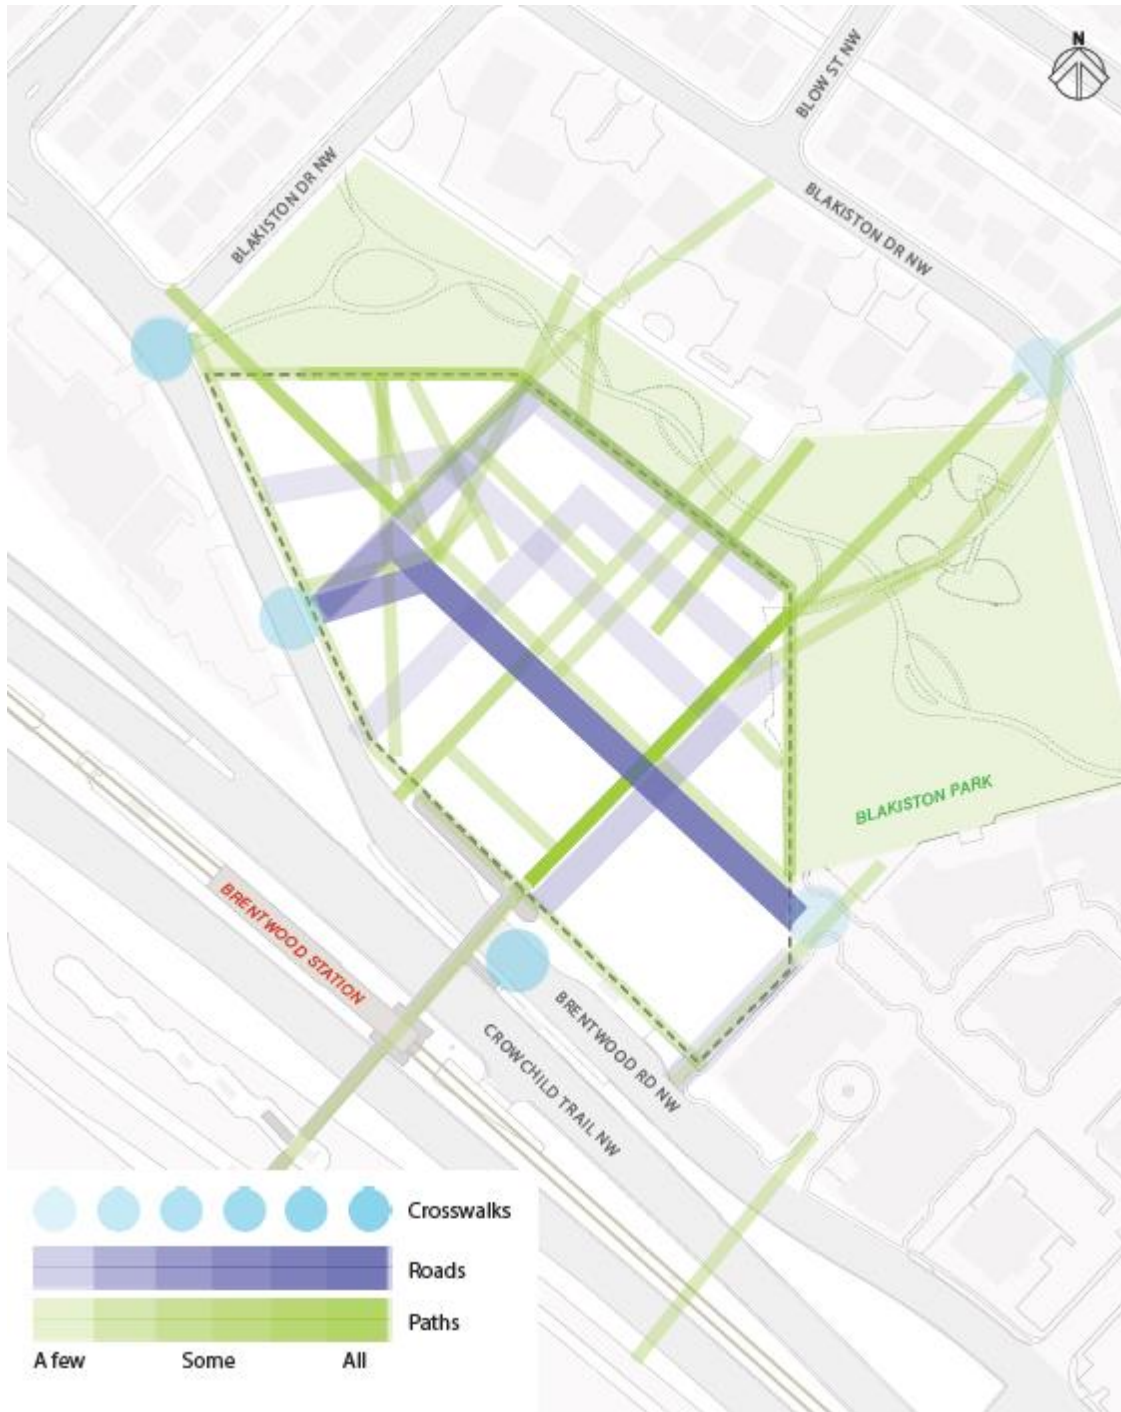 N
BLOW ST NW
BLAKISTON DR NW
BLAKISTON DR NW
BLAKISTON PARK
BRENTWOOD STATION
BRENTWOOD RD NW
CROWCHILD TRAIL NW
Crosswalks
Roads
Paths
A few Some All